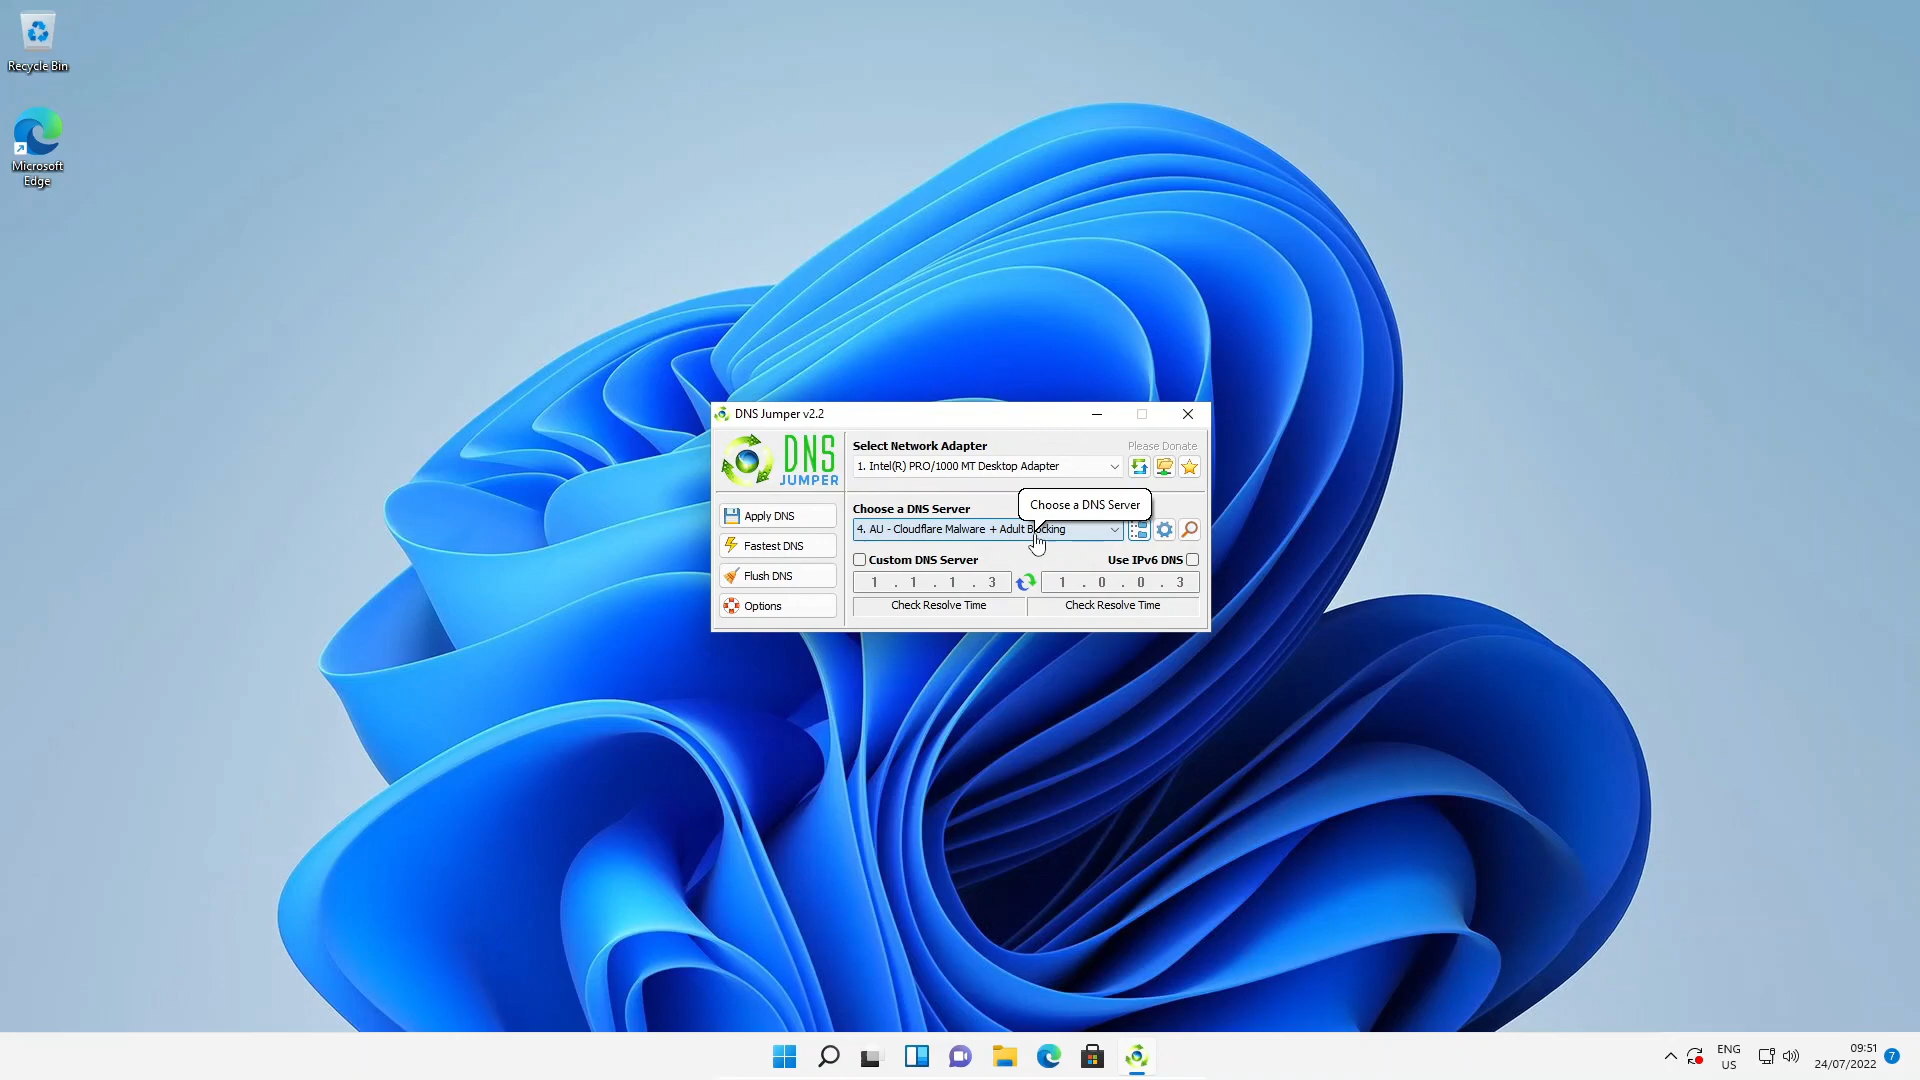 Recycle Bin
Microsoft
Edge
DNS Jumper v2.2
DNS
JUMPER
Select Network Adapter
Please Donate
1. Intel(R) PRO/1000 MT Desktop Adapter
Choose a DNS Server
Choose a DNS Server
4. AU - Cloudflare Malware + Adult Blocking
Apply DNS
Fastest DNS
Flush DNS
Options
Custom DNS Server
Use IPv6 DNS
1 . 1 . 1 . 3
1 . 0 . 0 . 3
Check Resolve Time
Check Resolve Time
ENG
US
09:51
24/07/2022
7